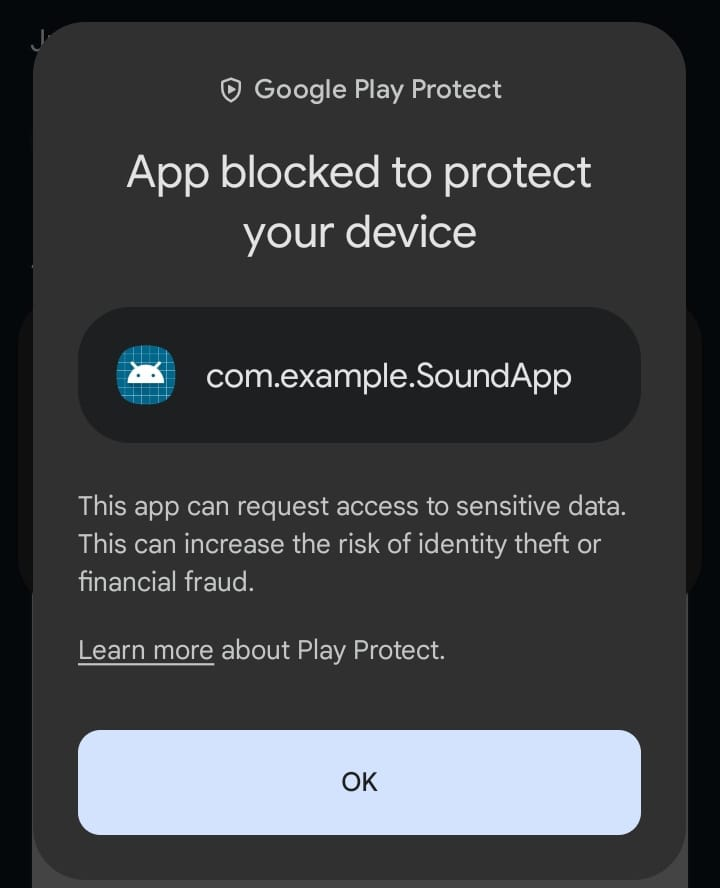 Google Play Protect
App blocked to protect
your device
com.example.SoundApp
This app can request access to sensitive data.
This can increase the risk of identity theft or
financial fraud.
Learn more about Play Protect.
OK